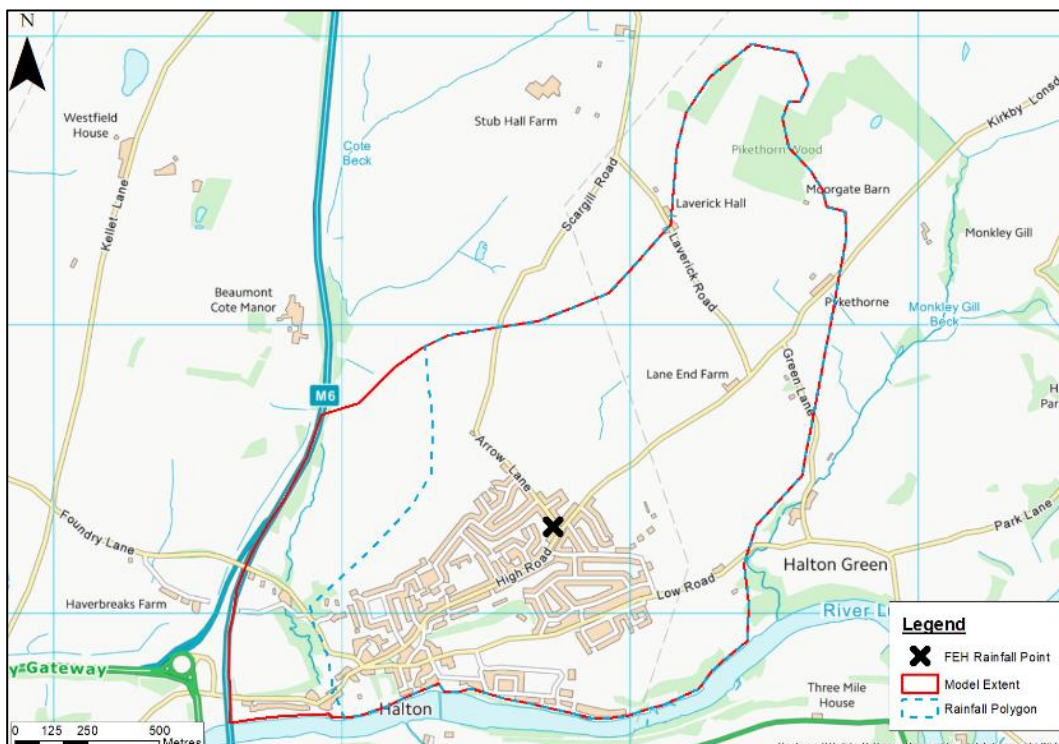 N
Westfield
House
Stub Hall Farm
Cote
Beck
Kirkby
Pikethorn Wood
Moorgate Barn
Kellet Lane
Scargill Road
Laverick Hall
Monkley Gill
Laverick Road
Beaumont
Cote Manor
Pykethorne
Monkley Gill
Beck
M6
Lane End Farm
Green Lane
Arrow Lane
Foundry Lane
Park Lane
High Road
Halton Green
Low Road
Haverbreaks Farm
River
Legend
FEH Rainfall Point
Gateway
Model Extent
Three Mile
House
Halton
Rainfall Polygon
0 125 250 500
Metres